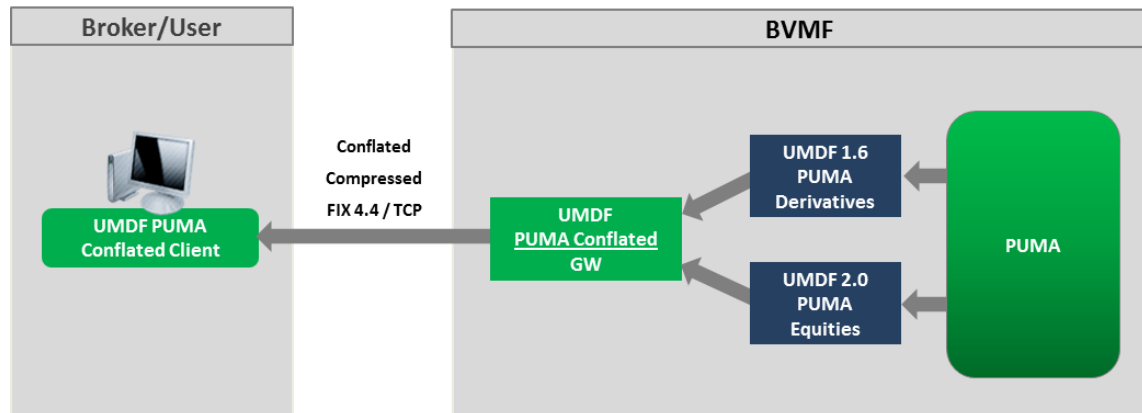 Broker/User
BVMF
Conflated
Compressed
FIX 4.4 / TCP
UMDF PUMA
Conflated Client
UMDF
PUMA Conflated
GW
UMDF 1.6
PUMA
Derivatives
UMDF 2.0
PUMA
Equities
PUMA